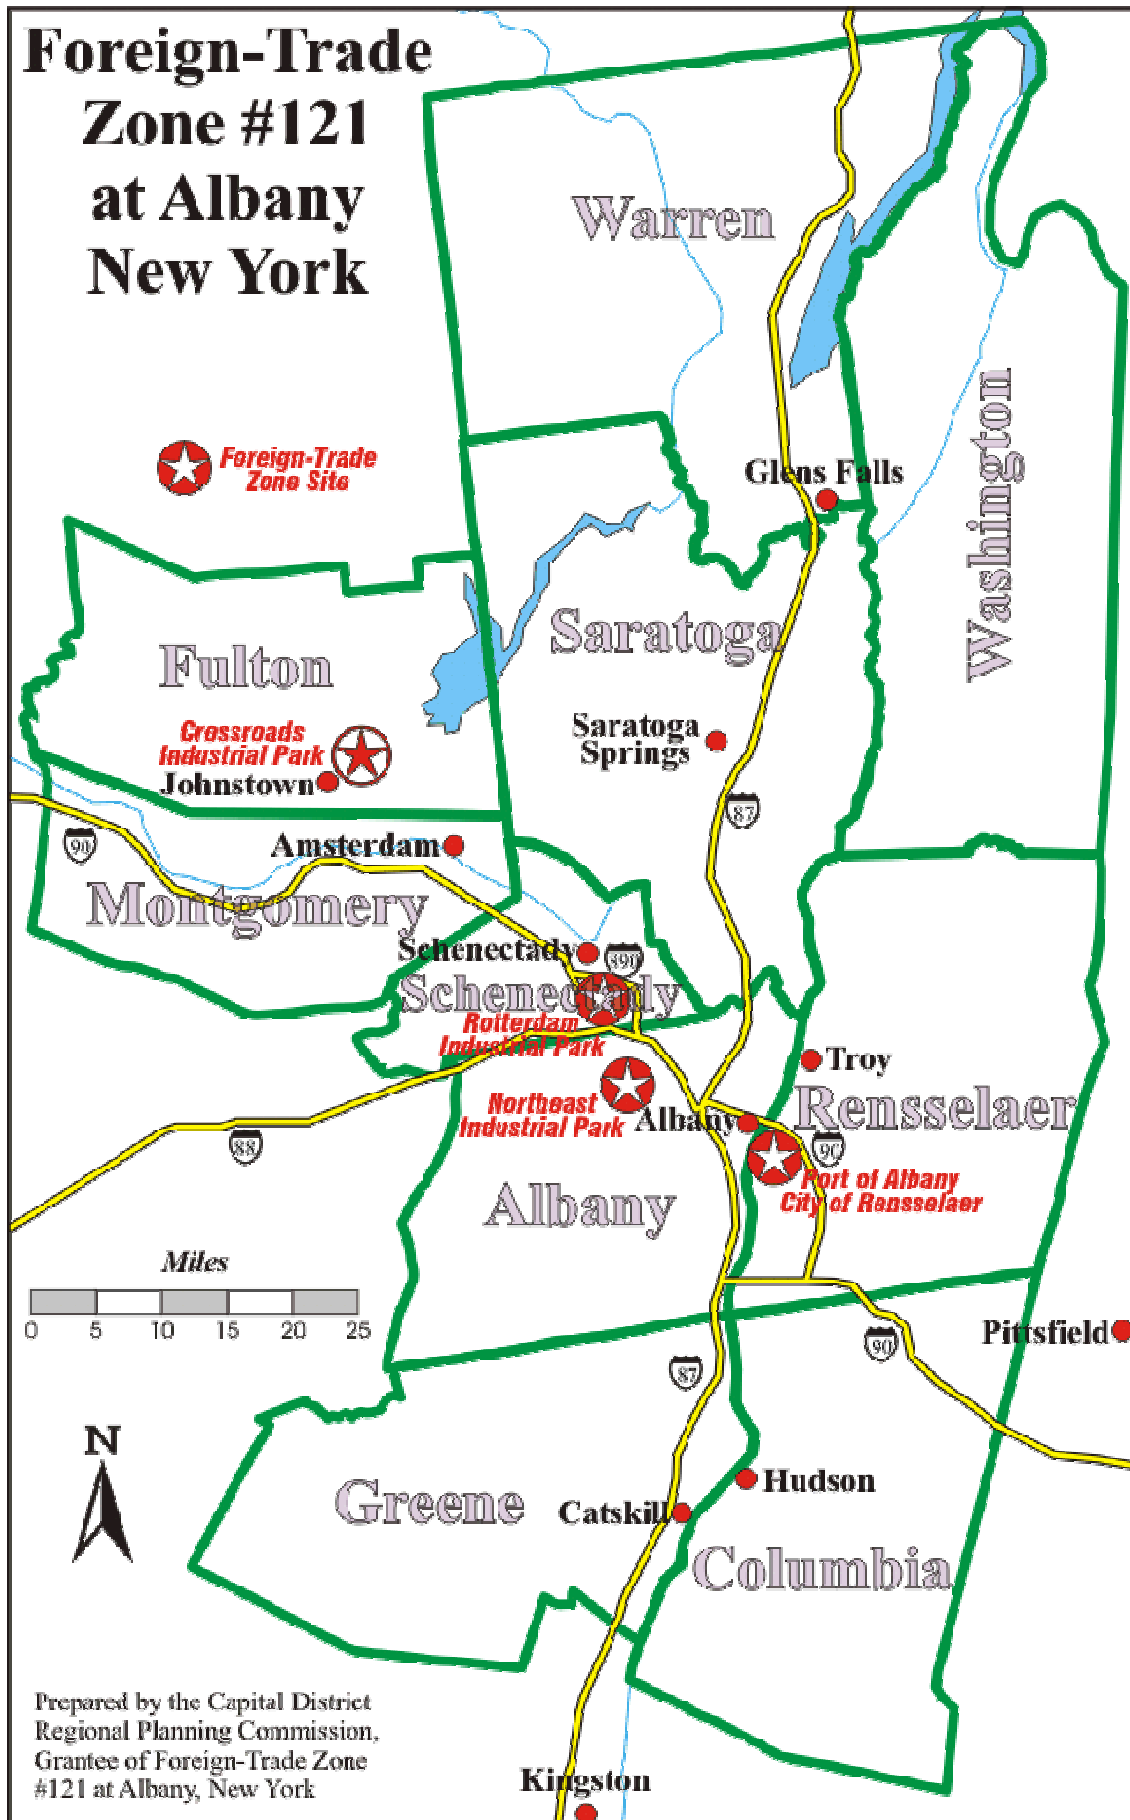 Foreign-Trade
Zone #121
at Albany
New York
Warren
Washington
Foreign-Trade
Zone Site
Glens Falls
Saratoga
Fulton
Saratoga
Springs
Crossroads
Industrial Park
Johnstown
87
90
Amsterdam
Montgomery
Schenectady
890
Schenectady
Rotterdam
Industrial Park
Troy
Northeast
Industrial Park
Albany
Rensselaer
88
90
Port of Albany
City of Rensselaer
Albany
Miles
0 5 10 15 20 25
Pittsfield
90
87
N
Hudson
Greene
Catskill
Columbia
Prepared by the Capital District
Regional Planning Commission,
Grantee of Foreign-Trade Zone
#121 at Albany, New York
Kingston